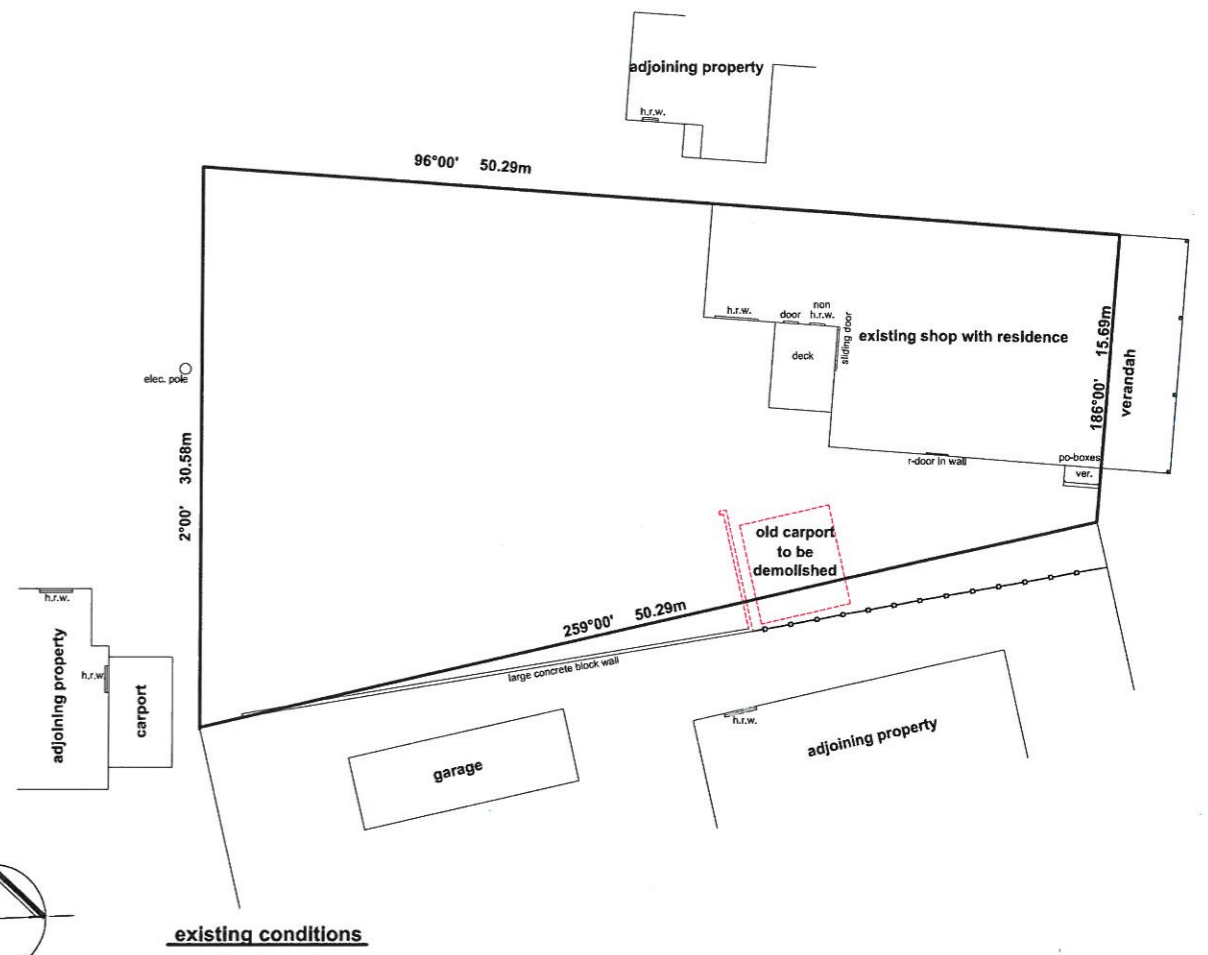 adjoining property
h.r.w.
96°00' 50.29m
h.r.w.
door
non
h.r.w.
sliding door
existing shop with residence
deck
186°00' 15.69m
verandah
elec. pole
2°00' 30.58m
r-door in wall
po-boxes
ver.
old carport
to be
demolished
259°00' 50.29m
large concrete block wall
h.r.w.
h.r.w.
adjoining property
carport
garage
h.r.w.
adjoining property
existing conditions